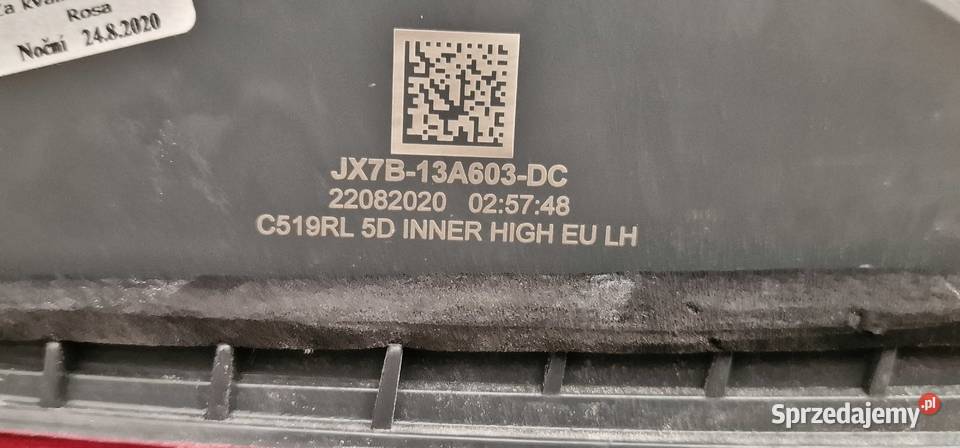 Rosa
Noční 24.8.2020
JX7B-13A603-DC
22082020 02:57:48
C519RL 5D INNER HIGH EU LH
Sprzedajemy.pl